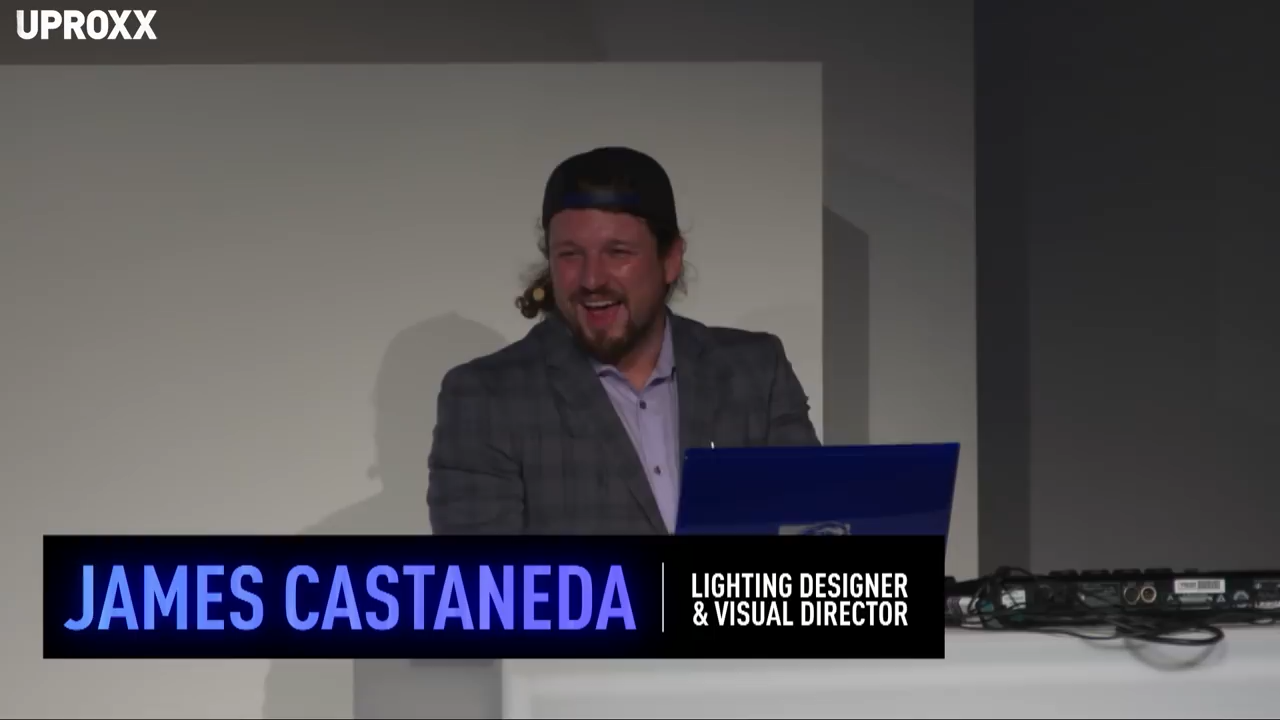 UPROXX
JAMES CASTANEDA
LIGHTING DESIGNER
& VISUAL DIRECTOR